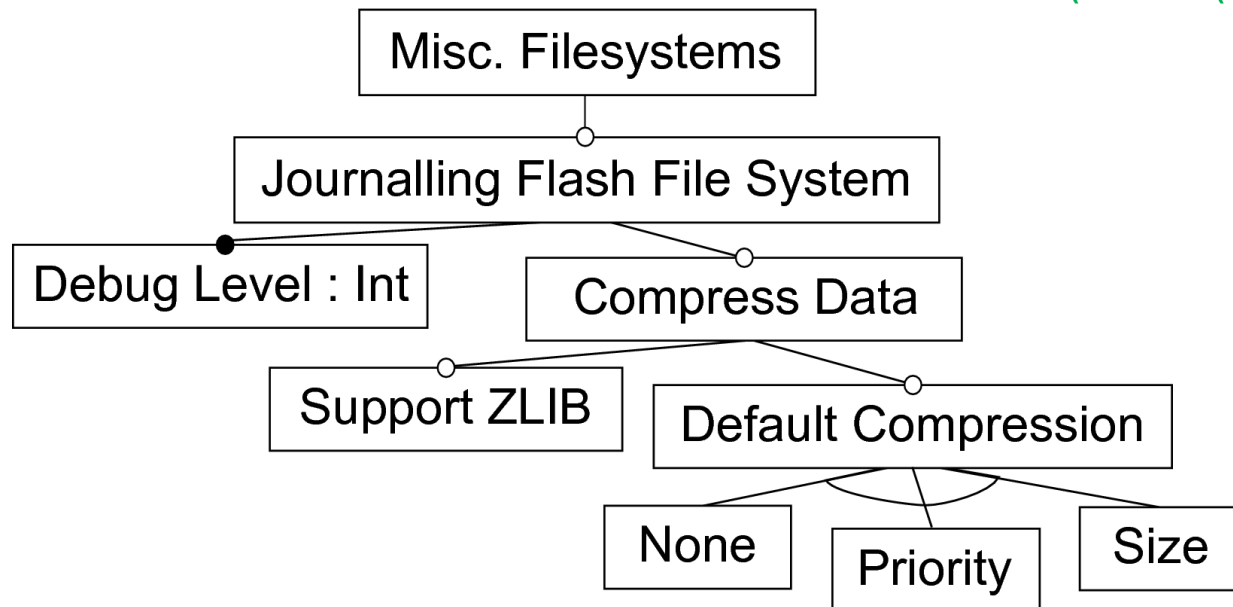 Misc. Filesystems
Journalling Flash File System
Debug Level : Int
Compress Data
Support ZLIB
Default Compression
None
Priority
Size